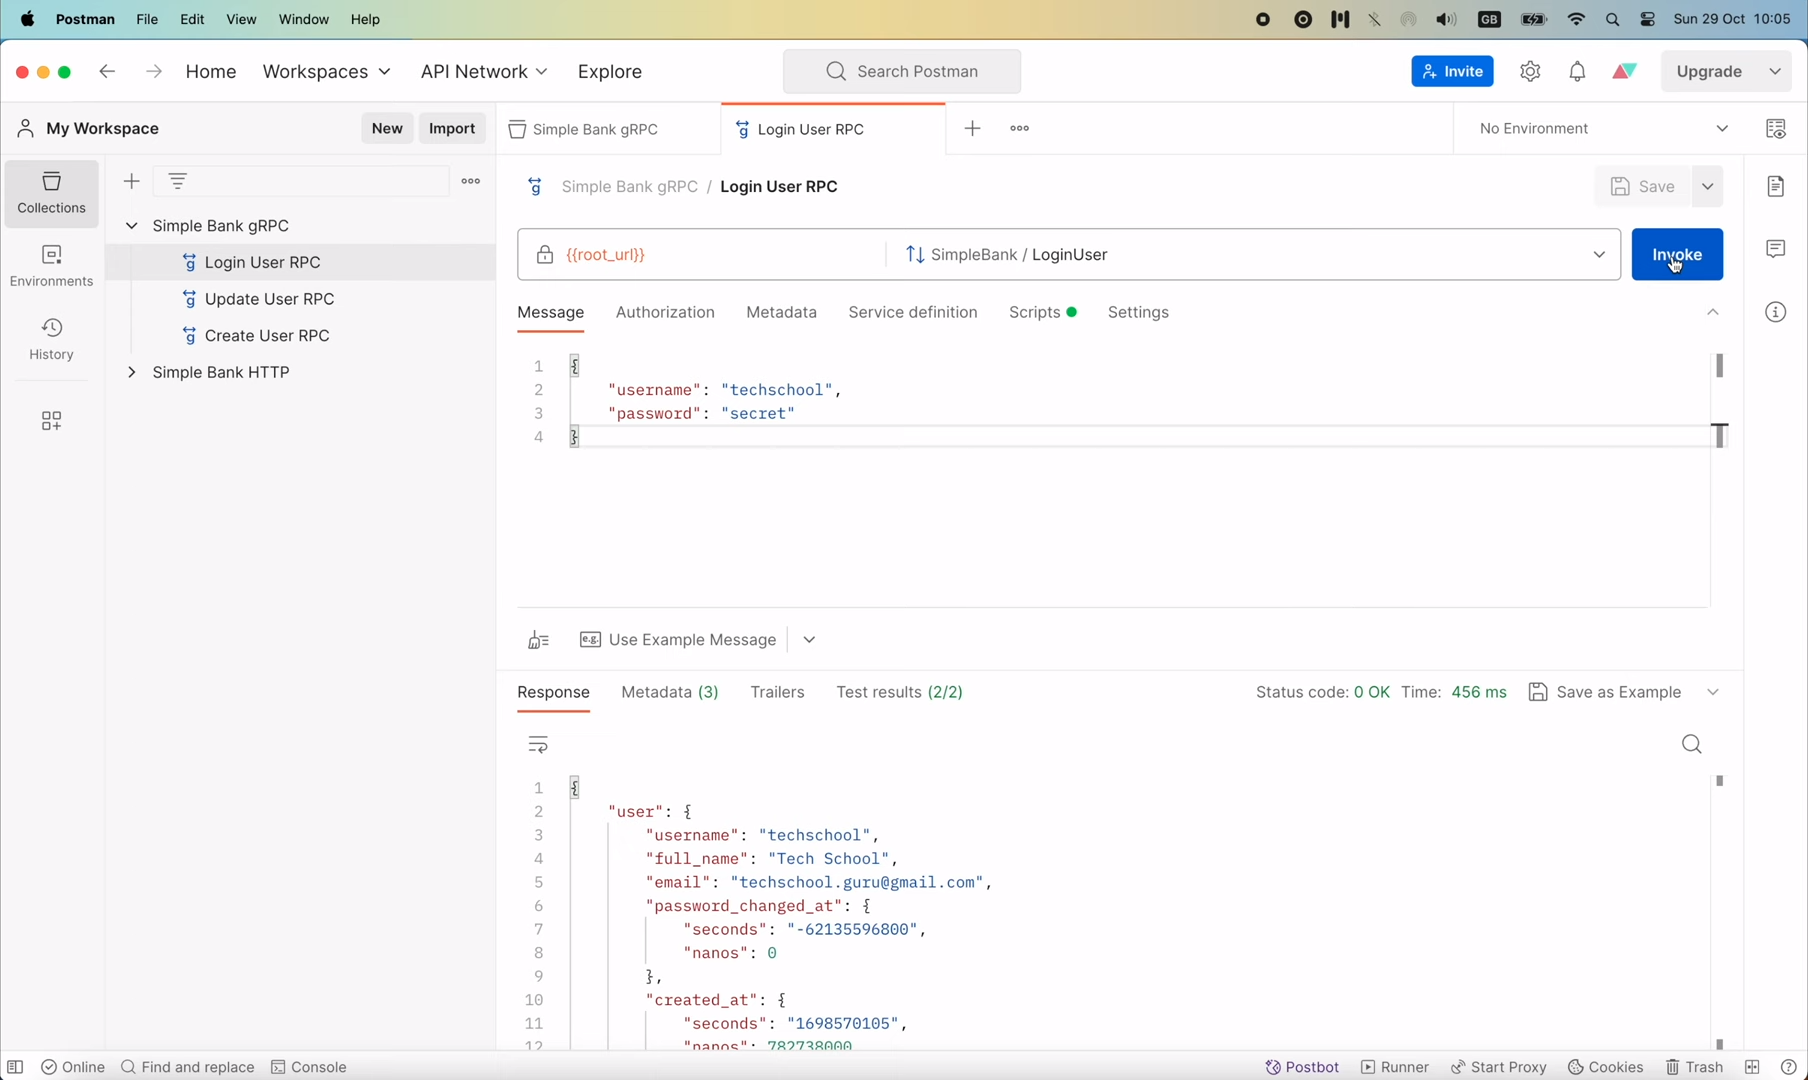 Postman File Edit View Window Help GB Sun 29 Oct 10:05
Home Workspaces API Network Explore Search Postman Invite Upgrade
My Workspace New Import Simple Bank gRPC Login User RPC No Environment
Collections
Environments
History
Simple Bank gRPC
Login User RPC
Update User RPC
Create User RPC
Simple Bank HTTP
Simple Bank gRPC / Login User RPC Save
{{root_url}} SimpleBank / LoginUser Invoke
Message Authorization Metadata Service definition Scripts Settings
1 {
2 "username": "techschool",
3 "password": "secret"
4 }
e.g. Use Example Message
Response Metadata (3) Trailers Test results (2/2) Status code: 0 OK Time: 456 ms Save as Example
1 {
2 "user": {
3 "username": "techschool",
4 "full_name": "Tech School",
5 "email": "techschool.guru@gmail.com",
6 "password_changed_at": {
7 "seconds": "-62135596800",
8 "nanos": 0
9 },
10 "created_at": {
11 "seconds": "1698570105",
12 "nanos": 782738000
Online Find and replace Console Postbot Runner Start Proxy Cookies Trash